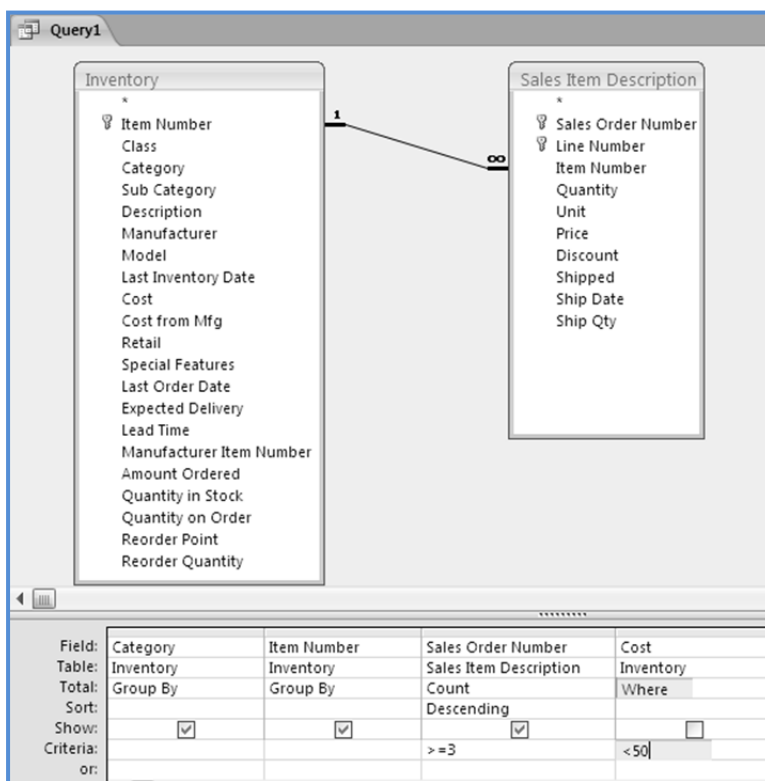 Query1
Inventory
*
Item Number
Class
Category
Sub Category
Description
Manufacturer
Model
Last Inventory Date
Cost
Cost from Mfg
Retail
Special Features
Last Order Date
Expected Delivery
Lead Time
Manufacturer Item Number
Amount Ordered
Quantity in Stock
Quantity on Order
Reorder Point
Reorder Quantity
1
∞
Sales Item Description
*
Sales Order Number
Line Number
Item Number
Quantity
Unit
Price
Discount
Shipped
Ship Date
Ship Qty
Field: Category Item Number Sales Order Number Cost
Table: Inventory Inventory Sales Item Description Inventory
Total: Group By Group By Count Where
Sort: Descending
Show:
Criteria: >=3 <50
or: